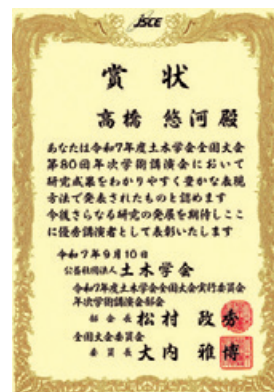 JSCE
賞状
高橋 悠河 殿
あなたは令和7年度土木学会全国大会
第80回年次学術講演会において
研究成果をわかりやすく豊かな表現
方法で発表されたものと認めます
今後さらなる研究の発展を期待しここ
に優秀講演者として表彰いたします
令和7年9月10日
公益社団法人 土木学会
令和7年度土木学会全国大会実行委員会
年次学術講演会部会
部会長 松村 政秀
全国大会委員会
委員長 大内 雅博